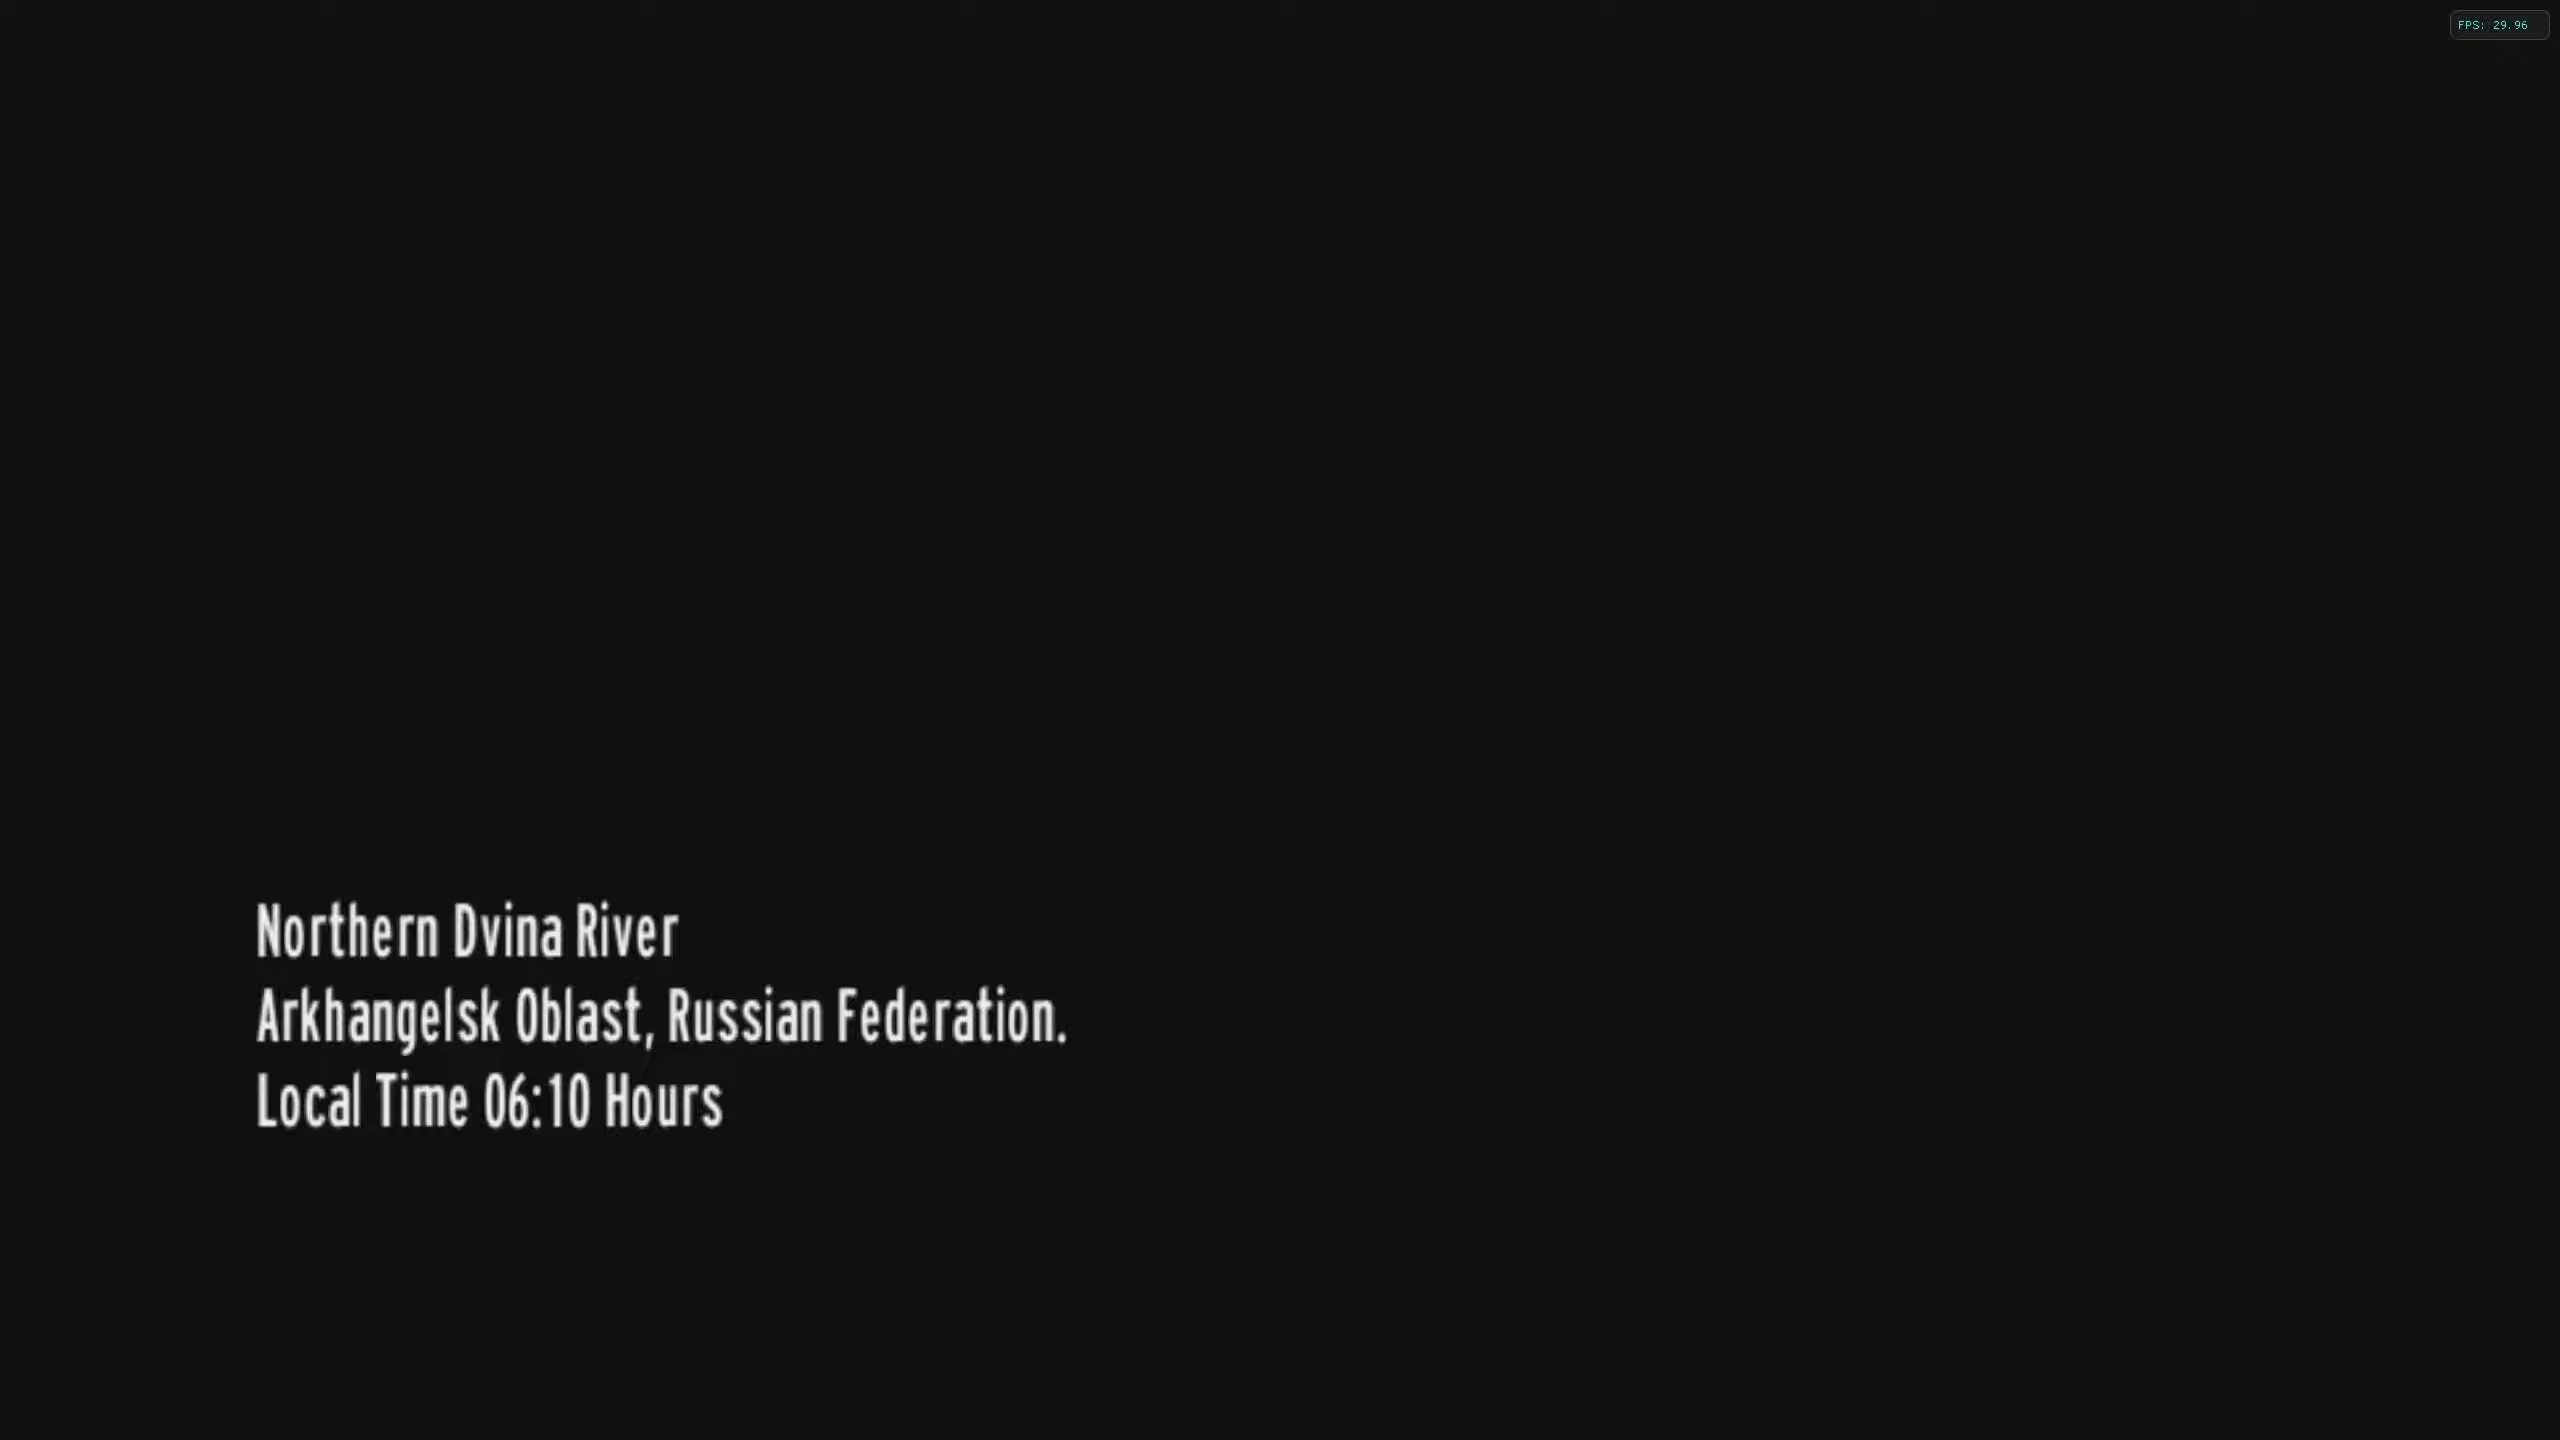 FPS: 29.96
Northern Dvina River
Arkhangelsk Oblast, Russian Federation.
Local Time 06:10 Hours